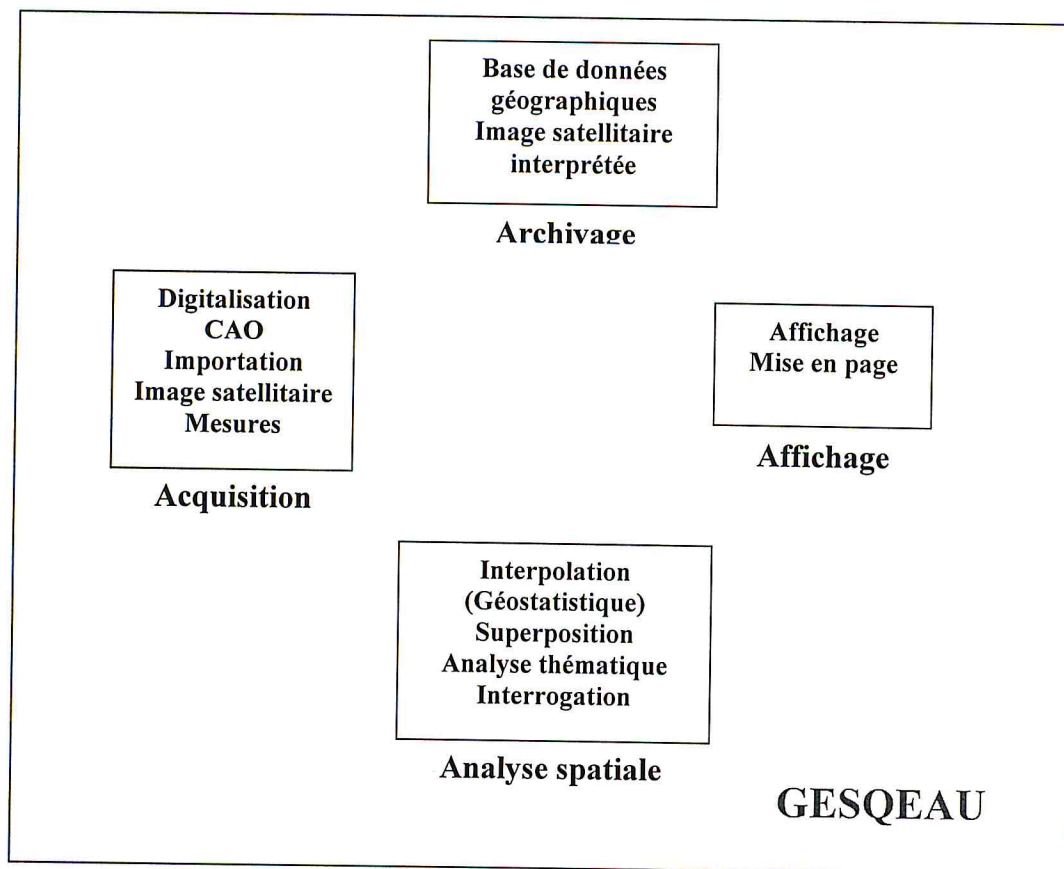 Base de données
géographiques
Image satellitaire
interprétée
Archivage
Digitalisation
CAO
Importation
Image satellitaire
Mesures
Acquisition
Affichage
Mise en page
Affichage
Interpolation
(Géostatistique)
Superposition
Analyse thématique
Interrogation
Analyse spatiale
GESQEAU